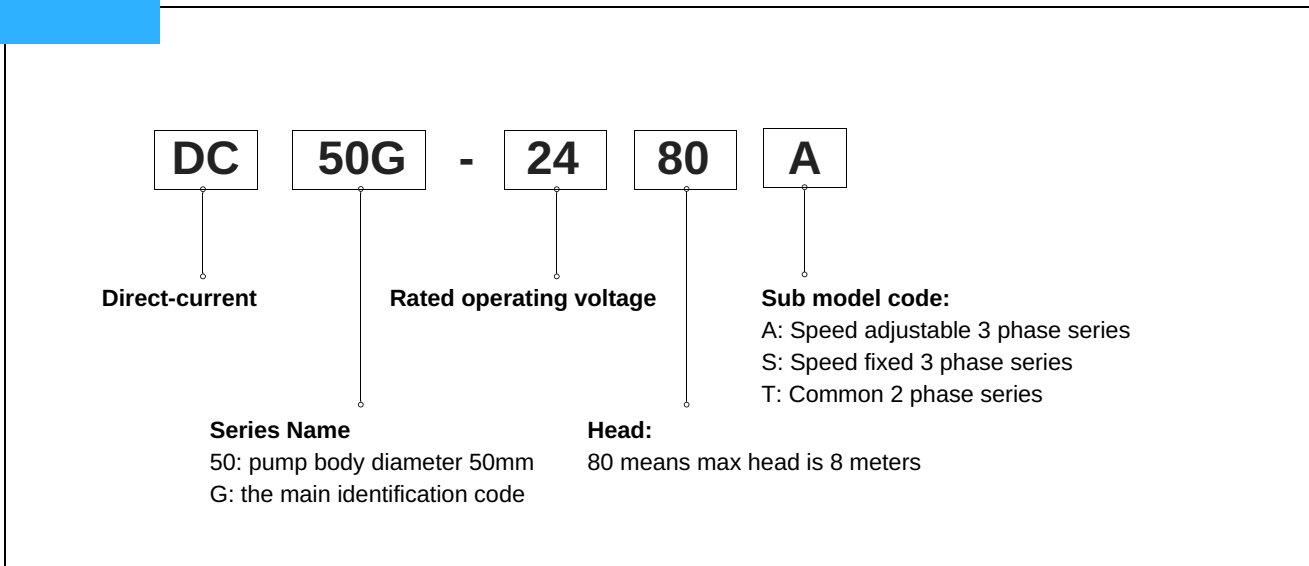 DC 50G - 24 80 A
Direct-current
Rated operating voltage
Sub model code:
A: Speed adjustable 3 phase series
S: Speed fixed 3 phase series
T: Common 2 phase series
Series Name
50: pump body diameter 50mm
G: the main identification code
Head:
80 means max head is 8 meters